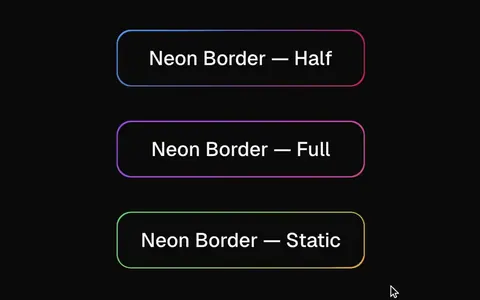 Neon Border — Half
Neon Border — Full
Neon Border — Static